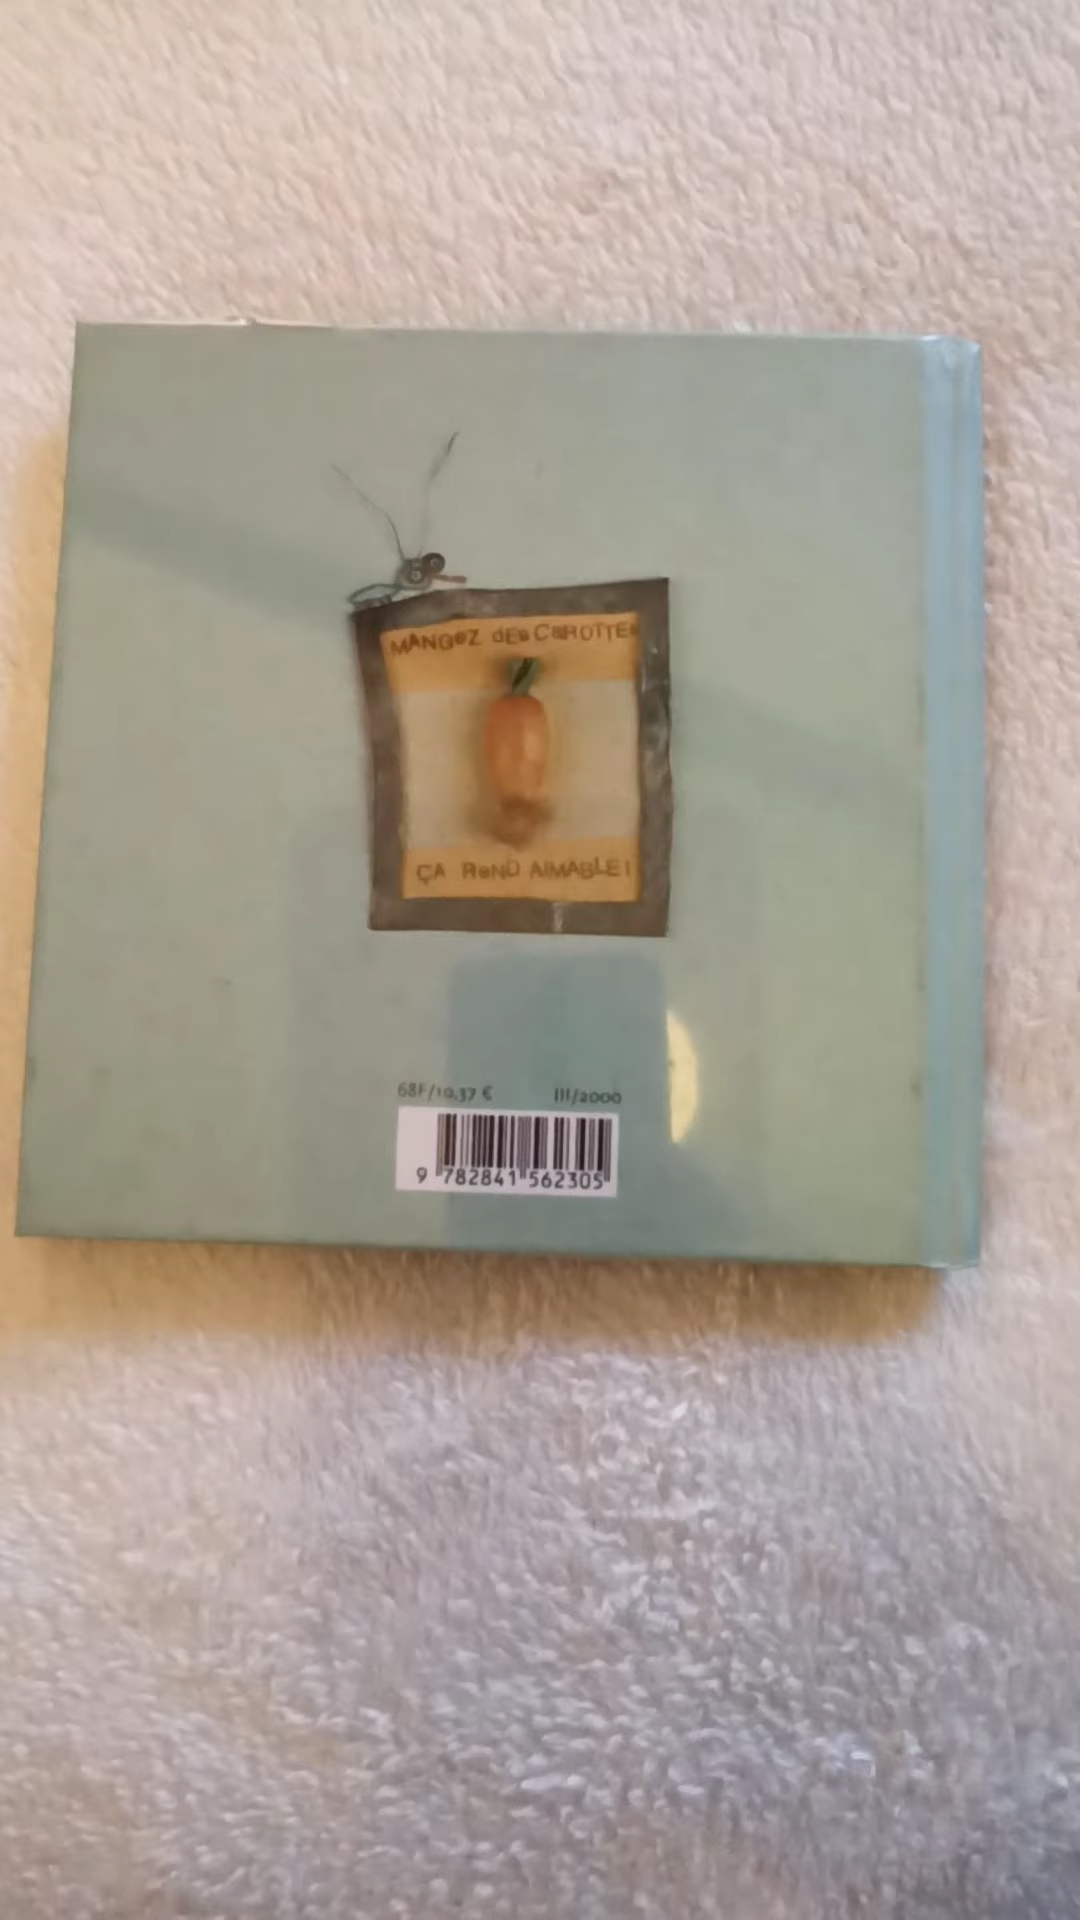 MANGeZ dEs CaROTTEs
ÇA ReND AIMABLE!
68F/10,37 € III/2000
9 782841 562305